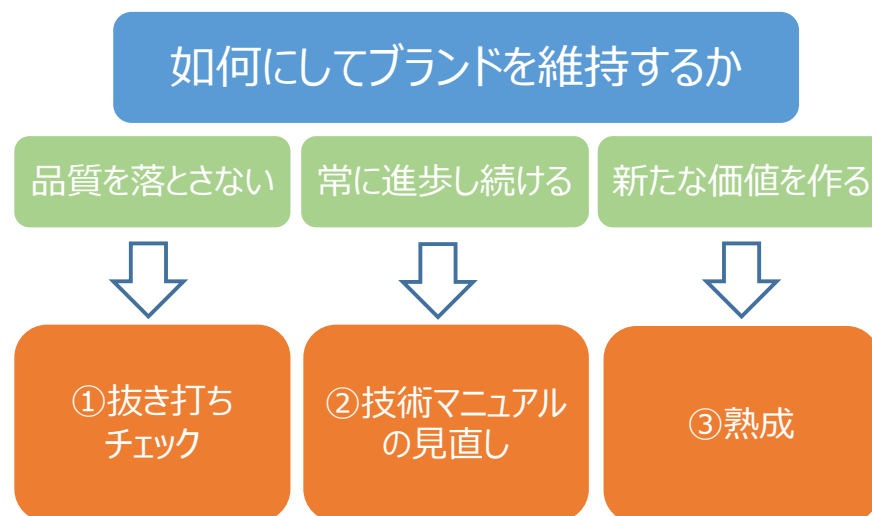 如何にしてブランドを維持するか
品質を落とさない
常に進歩し続ける
新たな価値を作る
①抜き打ち
チェック
②技術マニュアル
の見直し
③熟成